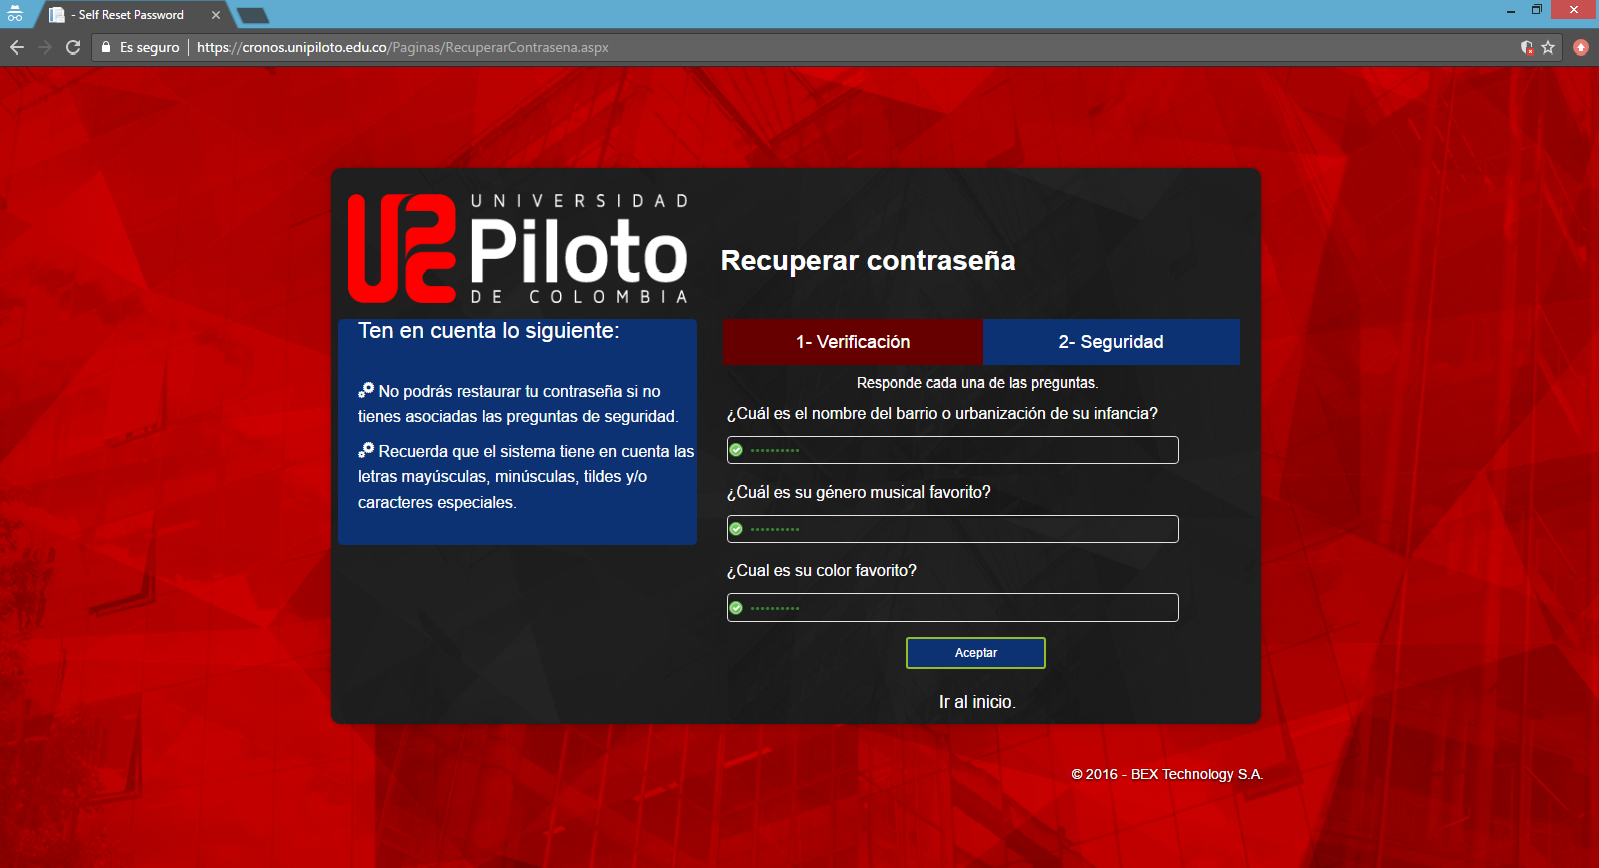 - Self Reset Password
Es seguro
https://cronos.unipiloto.edu.co/Paginas/RecuperarContrasena.aspx
UNIVERSIDAD
Piloto
DE COLOMBIA
Recuperar contraseña
Ten en cuenta lo siguiente:
No podrás restaurar tu contraseña si no
tienes asociadas las preguntas de seguridad.
Recuerda que el sistema tiene en cuenta las
letras mayúsculas, minúsculas, tildes y/o
caracteres especiales.
1- Verificación
2- Seguridad
Responde cada una de las preguntas.
¿Cuál es el nombre del barrio o urbanización de su infancia?
••••••••••
¿Cuál es su género musical favorito?
••••••••••
¿Cual es su color favorito?
••••••••••
Aceptar
Ir al inicio.
© 2016 - BEX Technology S.A.